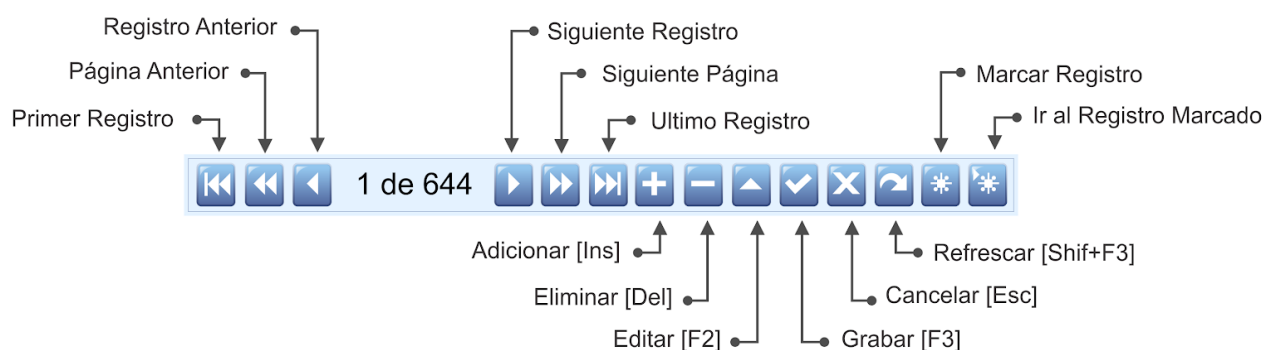 Registro Anterior
Siguiente Registro
Página Anterior
Siguiente Página
Marcar Registro
Primer Registro
Ultimo Registro
Ir al Registro Marcado
1 de 644
Adicionar [Ins]
Refrescar [Shif+F3]
Eliminar [Del]
Cancelar [Esc]
Editar [F2]
Grabar [F3]